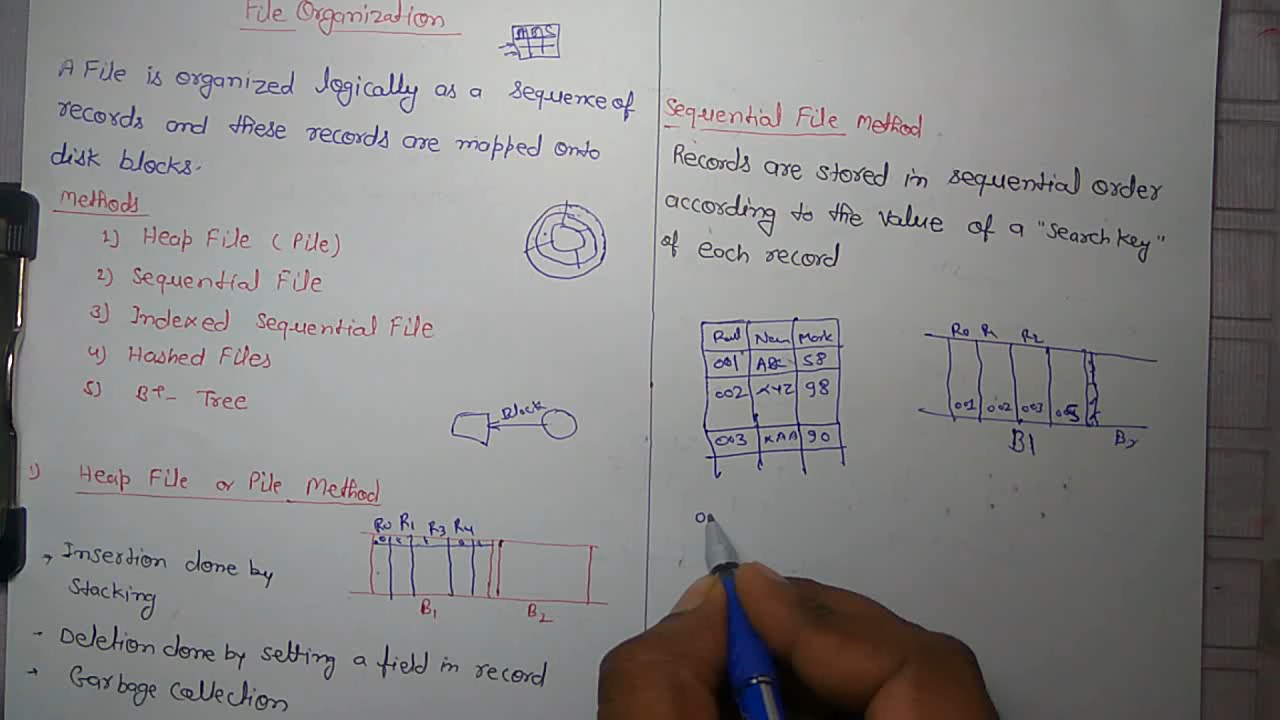 File Organization
A File is organized logically as a sequence of
records and these records are mapped onto
disk blocks.
Methods
1) Heap File (Pile)
2) Sequential File
3) Indexed Sequential File
4) Hashed Files
5) B+- Tree
Block
1) Heap File or Pile Method
R0 R1 R3 R4
B1 B2
Insertion done by
Stacking
- Deletion done by setting a field in record
Garbage Collection
Sequential File Method
Records are stored in sequential order
according to the value of a "Search Key"
of each record
Mark
001 ABC 58
002 XYZ 98
003 XAA 90
R0 R1 R2
001 002 003 005
B1